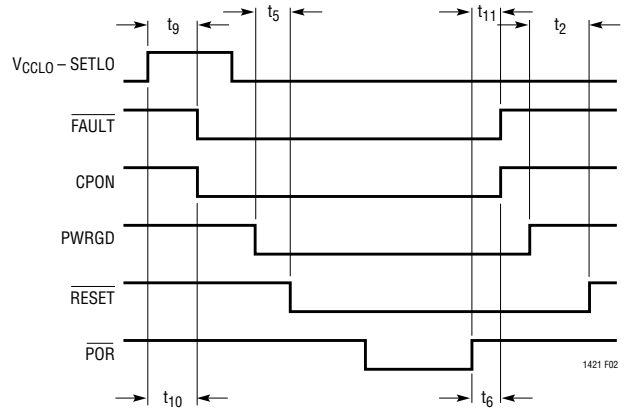 t9 t5 t11 t2
VCCLO – SETLO
FAULT
CPON
PWRGD
RESET
POR
1421 F02
t10 t6